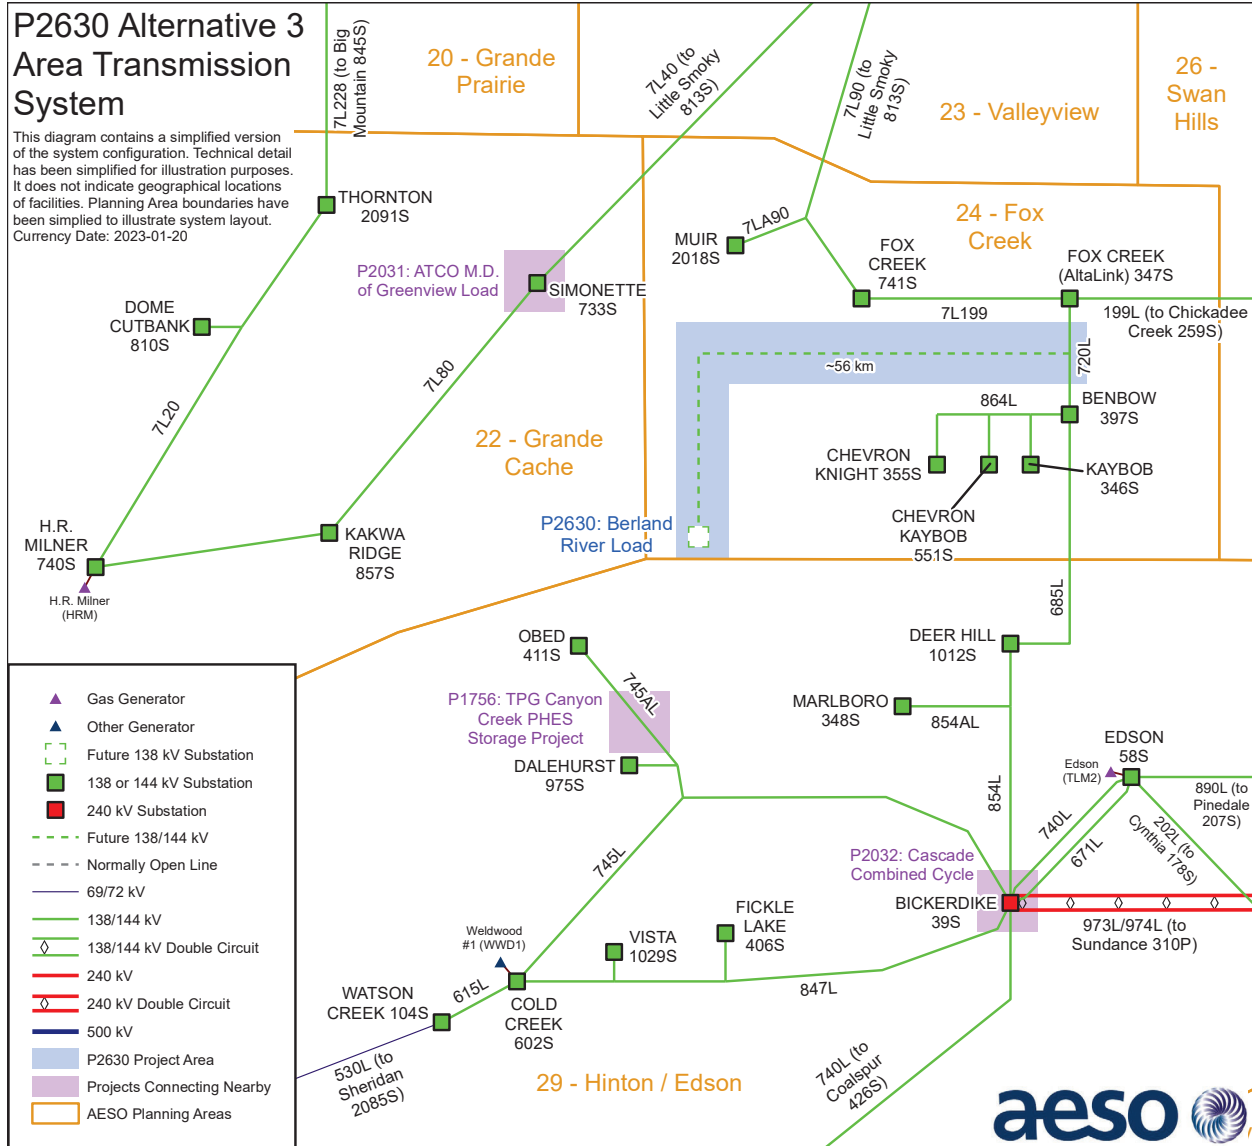 P2630 Alternative 3
Area Transmission
System
This diagram contains a simplified version
of the system configuration. Technical detail
has been simplified for illustration purposes.
It does not indicate geographical locations
of facilities. Planning Area boundaries have
been simplied to illustrate system layout.
Currency Date: 2023-01-20
7L228 (to Big
Mountain 845S)
20 - Grande
Prairie
7L40 (to
Little Smoky
813S)
7L90 (to
Little Smoky
813S)
23 - Valleyview
26 -
Swan
Hills
THORNTON
2091S
DOME
CUTBANK
810S
7L20
P2031: ATCO M.D.
of Greenview Load
SIMONETTE
733S
7L80
22 - Grande
Cache
H.R.
MILNER
740S
H.R. Milner
(HRM)
KAKWA
RIDGE
857S
MUIR
2018S
7LA90
24 - Fox
Creek
FOX
CREEK
741S
FOX CREEK
(AltaLink) 347S
7L199
199L (to Chickadee
Creek 259S)
720L
~56 km
864L
BENBOW
397S
CHEVRON
KNIGHT 355S
KAYBOB
346S
CHEVRON
KAYBOB
551S
P2630: Berland
River Load
685L
OBED
411S
745AL
P1756: TPG Canyon
Creek PHES
Storage Project
DALEHURST
975S
DEER HILL
1012S
MARLBORO
348S
854AL
854L
EDSON
58S
Edson
(TLM2)
890L (to
Pinedale
207S)
740L
671L
202L (to
Cynthia 178S)
745L
P2032: Cascade
Combined Cycle
BICKERDIKE
39S
973L/974L (to
Sundance 310P)
Weldwood
#1 (WWD1)
VISTA
1029S
FICKLE
LAKE
406S
847L
WATSON
CREEK 104S
615L
COLD
CREEK
602S
530L (to
Sheridan
2085S)
29 - Hinton / Edson
740L (to
Coalspur
426S)
Gas Generator
Other Generator
Future 138 kV Substation
138 or 144 kV Substation
240 kV Substation
Future 138/144 kV
Normally Open Line
69/72 kV
138/144 kV
138/144 kV Double Circuit
240 kV
240 kV Double Circuit
500 kV
P2630 Project Area
Projects Connecting Nearby
AESO Planning Areas
aeso